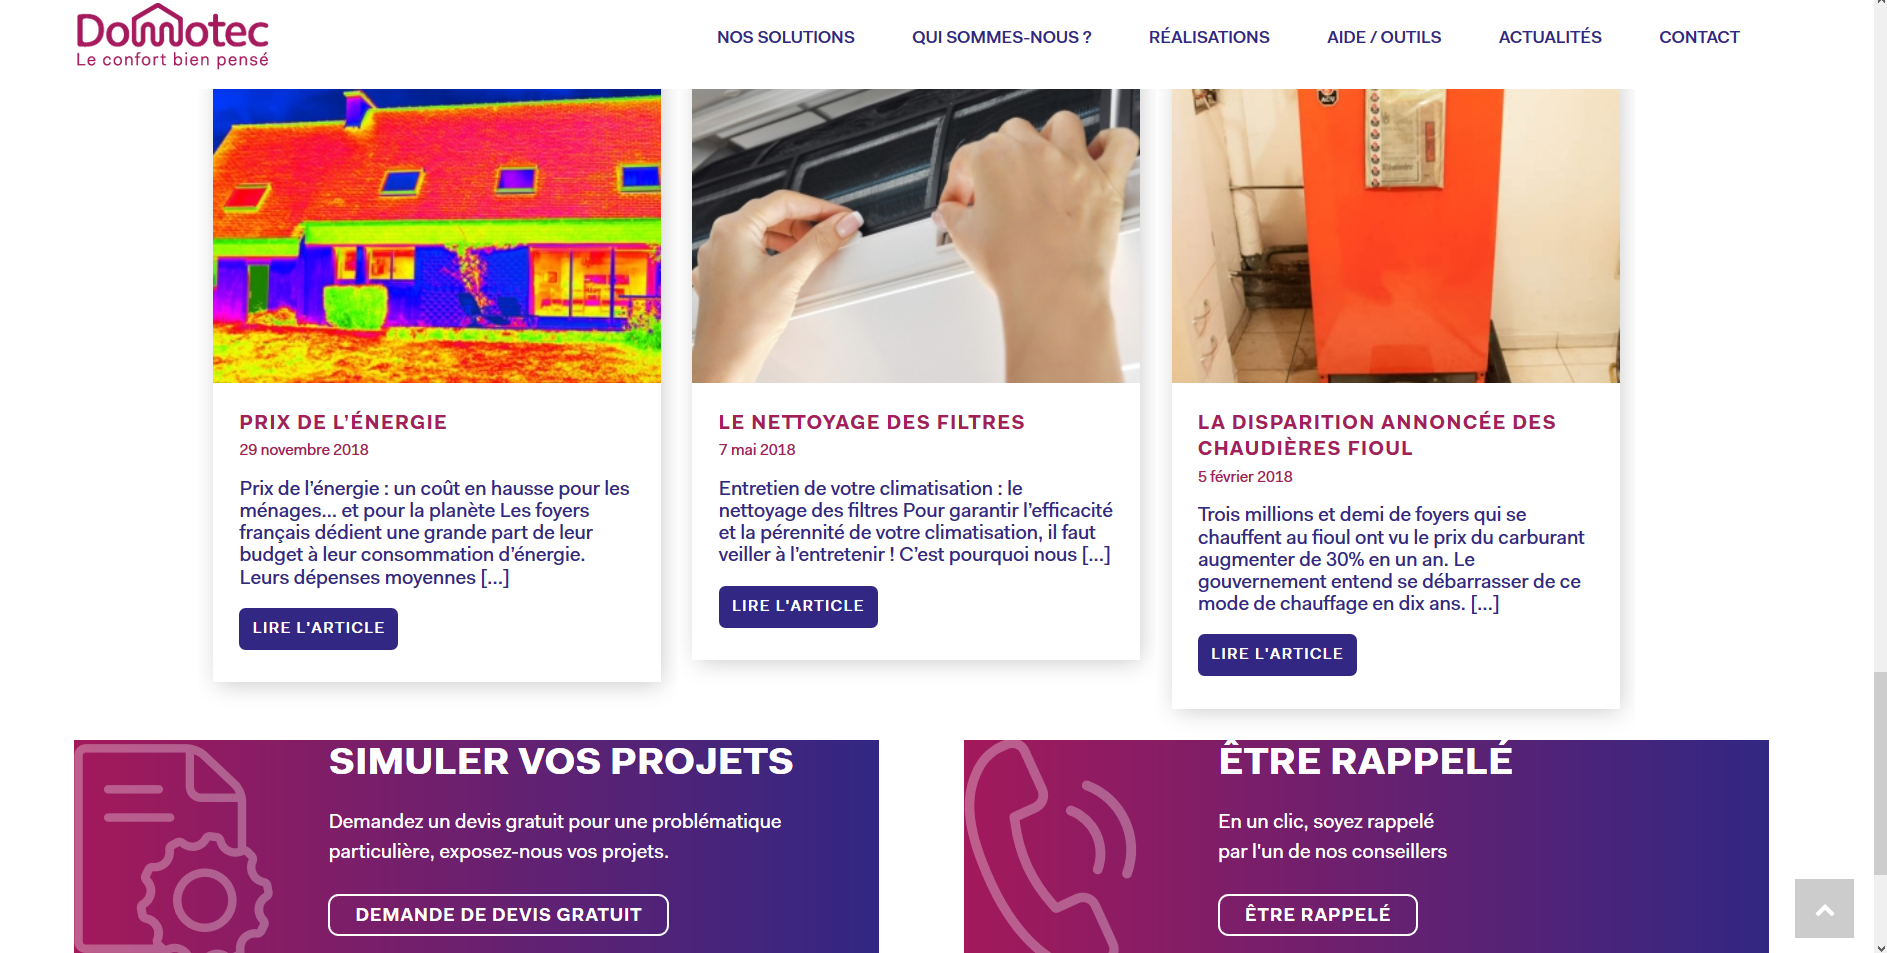 Domotec
Le confort bien pensé
NOS SOLUTIONS
QUI SOMMES-NOUS ?
RÉALISATIONS
AIDE / OUTILS
ACTUALITÉS
CONTACT
ACV
PRIX DE L’ÉNERGIE
29 novembre 2018
Prix de l’énergie : un coût en hausse pour les
ménages... et pour la planète Les foyers
français dédient une grande part de leur
budget à leur consommation d’énergie.
Leurs dépenses moyennes [...]
LIRE L'ARTICLE
LE NETTOYAGE DES FILTRES
7 mai 2018
Entretien de votre climatisation : le
nettoyage des filtres Pour garantir l’efficacité
et la pérennité de votre climatisation, il faut
veiller à l’entretenir ! C’est pourquoi nous [...]
LIRE L'ARTICLE
LA DISPARITION ANNONCÉE DES
CHAUDIÈRES FIOUL
5 février 2018
Trois millions et demi de foyers qui se
chauffent au fioul ont vu le prix du carburant
augmenter de 30% en un an. Le
gouvernement entend se débarrasser de ce
mode de chauffage en dix ans. [...]
LIRE L'ARTICLE
SIMULER VOS PROJETS
Demandez un devis gratuit pour une problématique
particulière, exposez-nous vos projets.
DEMANDE DE DEVIS GRATUIT
ÊTRE RAPPELÉ
En un clic, soyez rappelé
par l'un de nos conseillers
ÊTRE RAPPELÉ